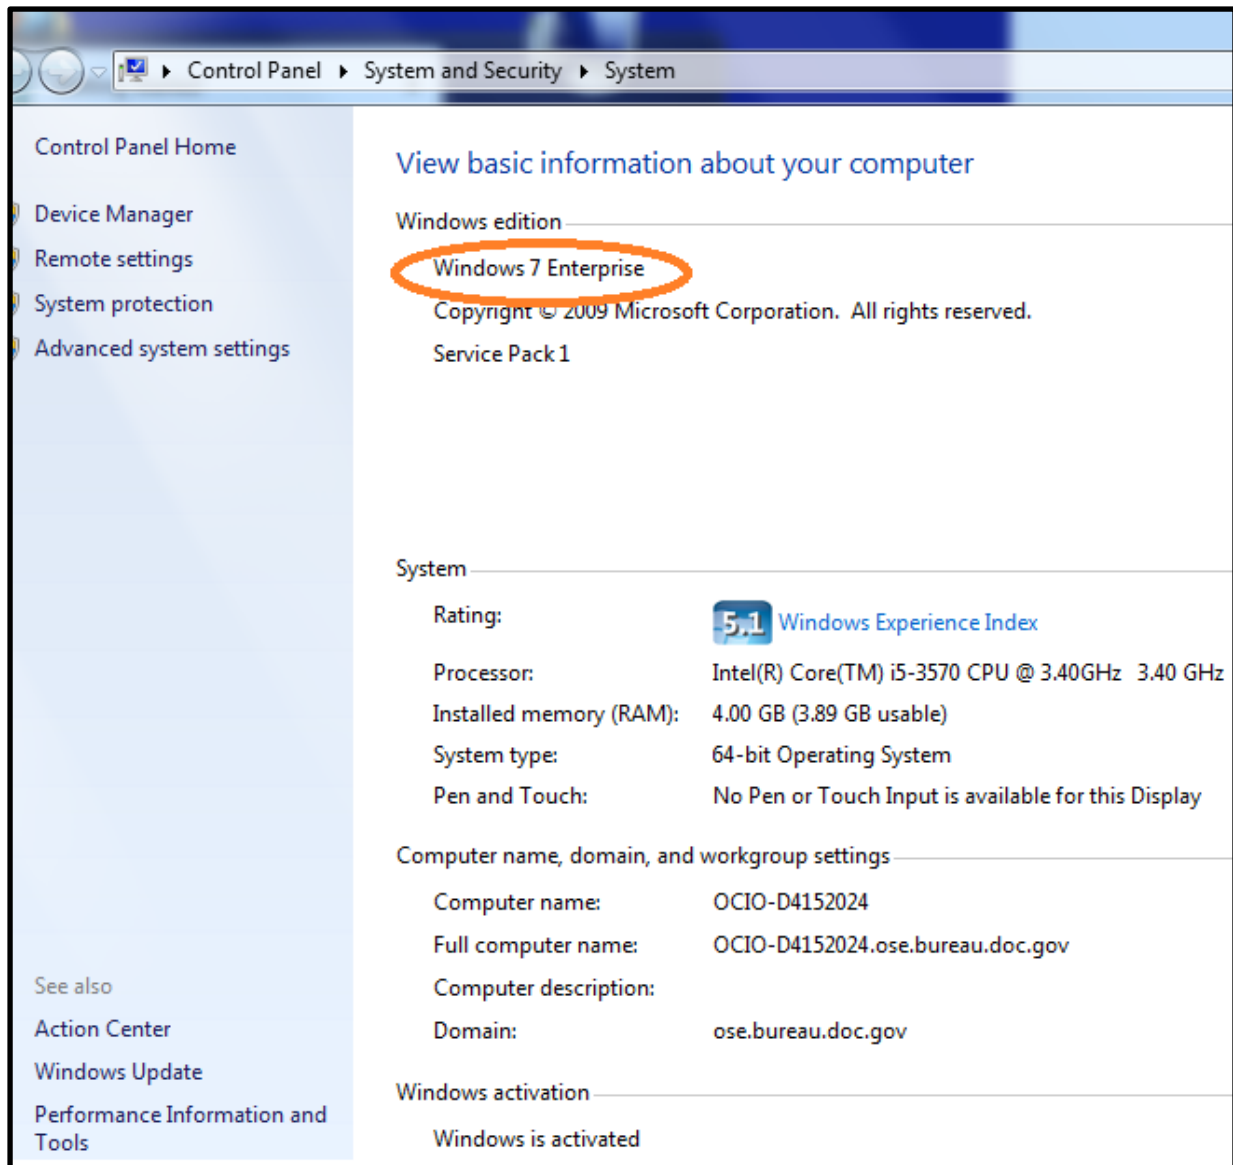 Control Panel ▸ System and Security ▸ System
Control Panel Home
Device Manager
Remote settings
System protection
Advanced system settings
See also
Action Center
Windows Update
Performance Information and
Tools
View basic information about your computer
Windows edition
Windows 7 Enterprise
Copyright © 2009 Microsoft Corporation.  All rights reserved.
Service Pack 1
System
Rating: 5.1 Windows Experience Index
Processor: Intel(R) Core(TM) i5-3570 CPU @ 3.40GHz   3.40 GHz
Installed memory (RAM): 4.00 GB (3.89 GB usable)
System type: 64-bit Operating System
Pen and Touch: No Pen or Touch Input is available for this Display
Computer name, domain, and workgroup settings
Computer name: OCIO-D4152024
Full computer name: OCIO-D4152024.ose.bureau.doc.gov
Computer description:
Domain: ose.bureau.doc.gov
Windows activation
Windows is activated